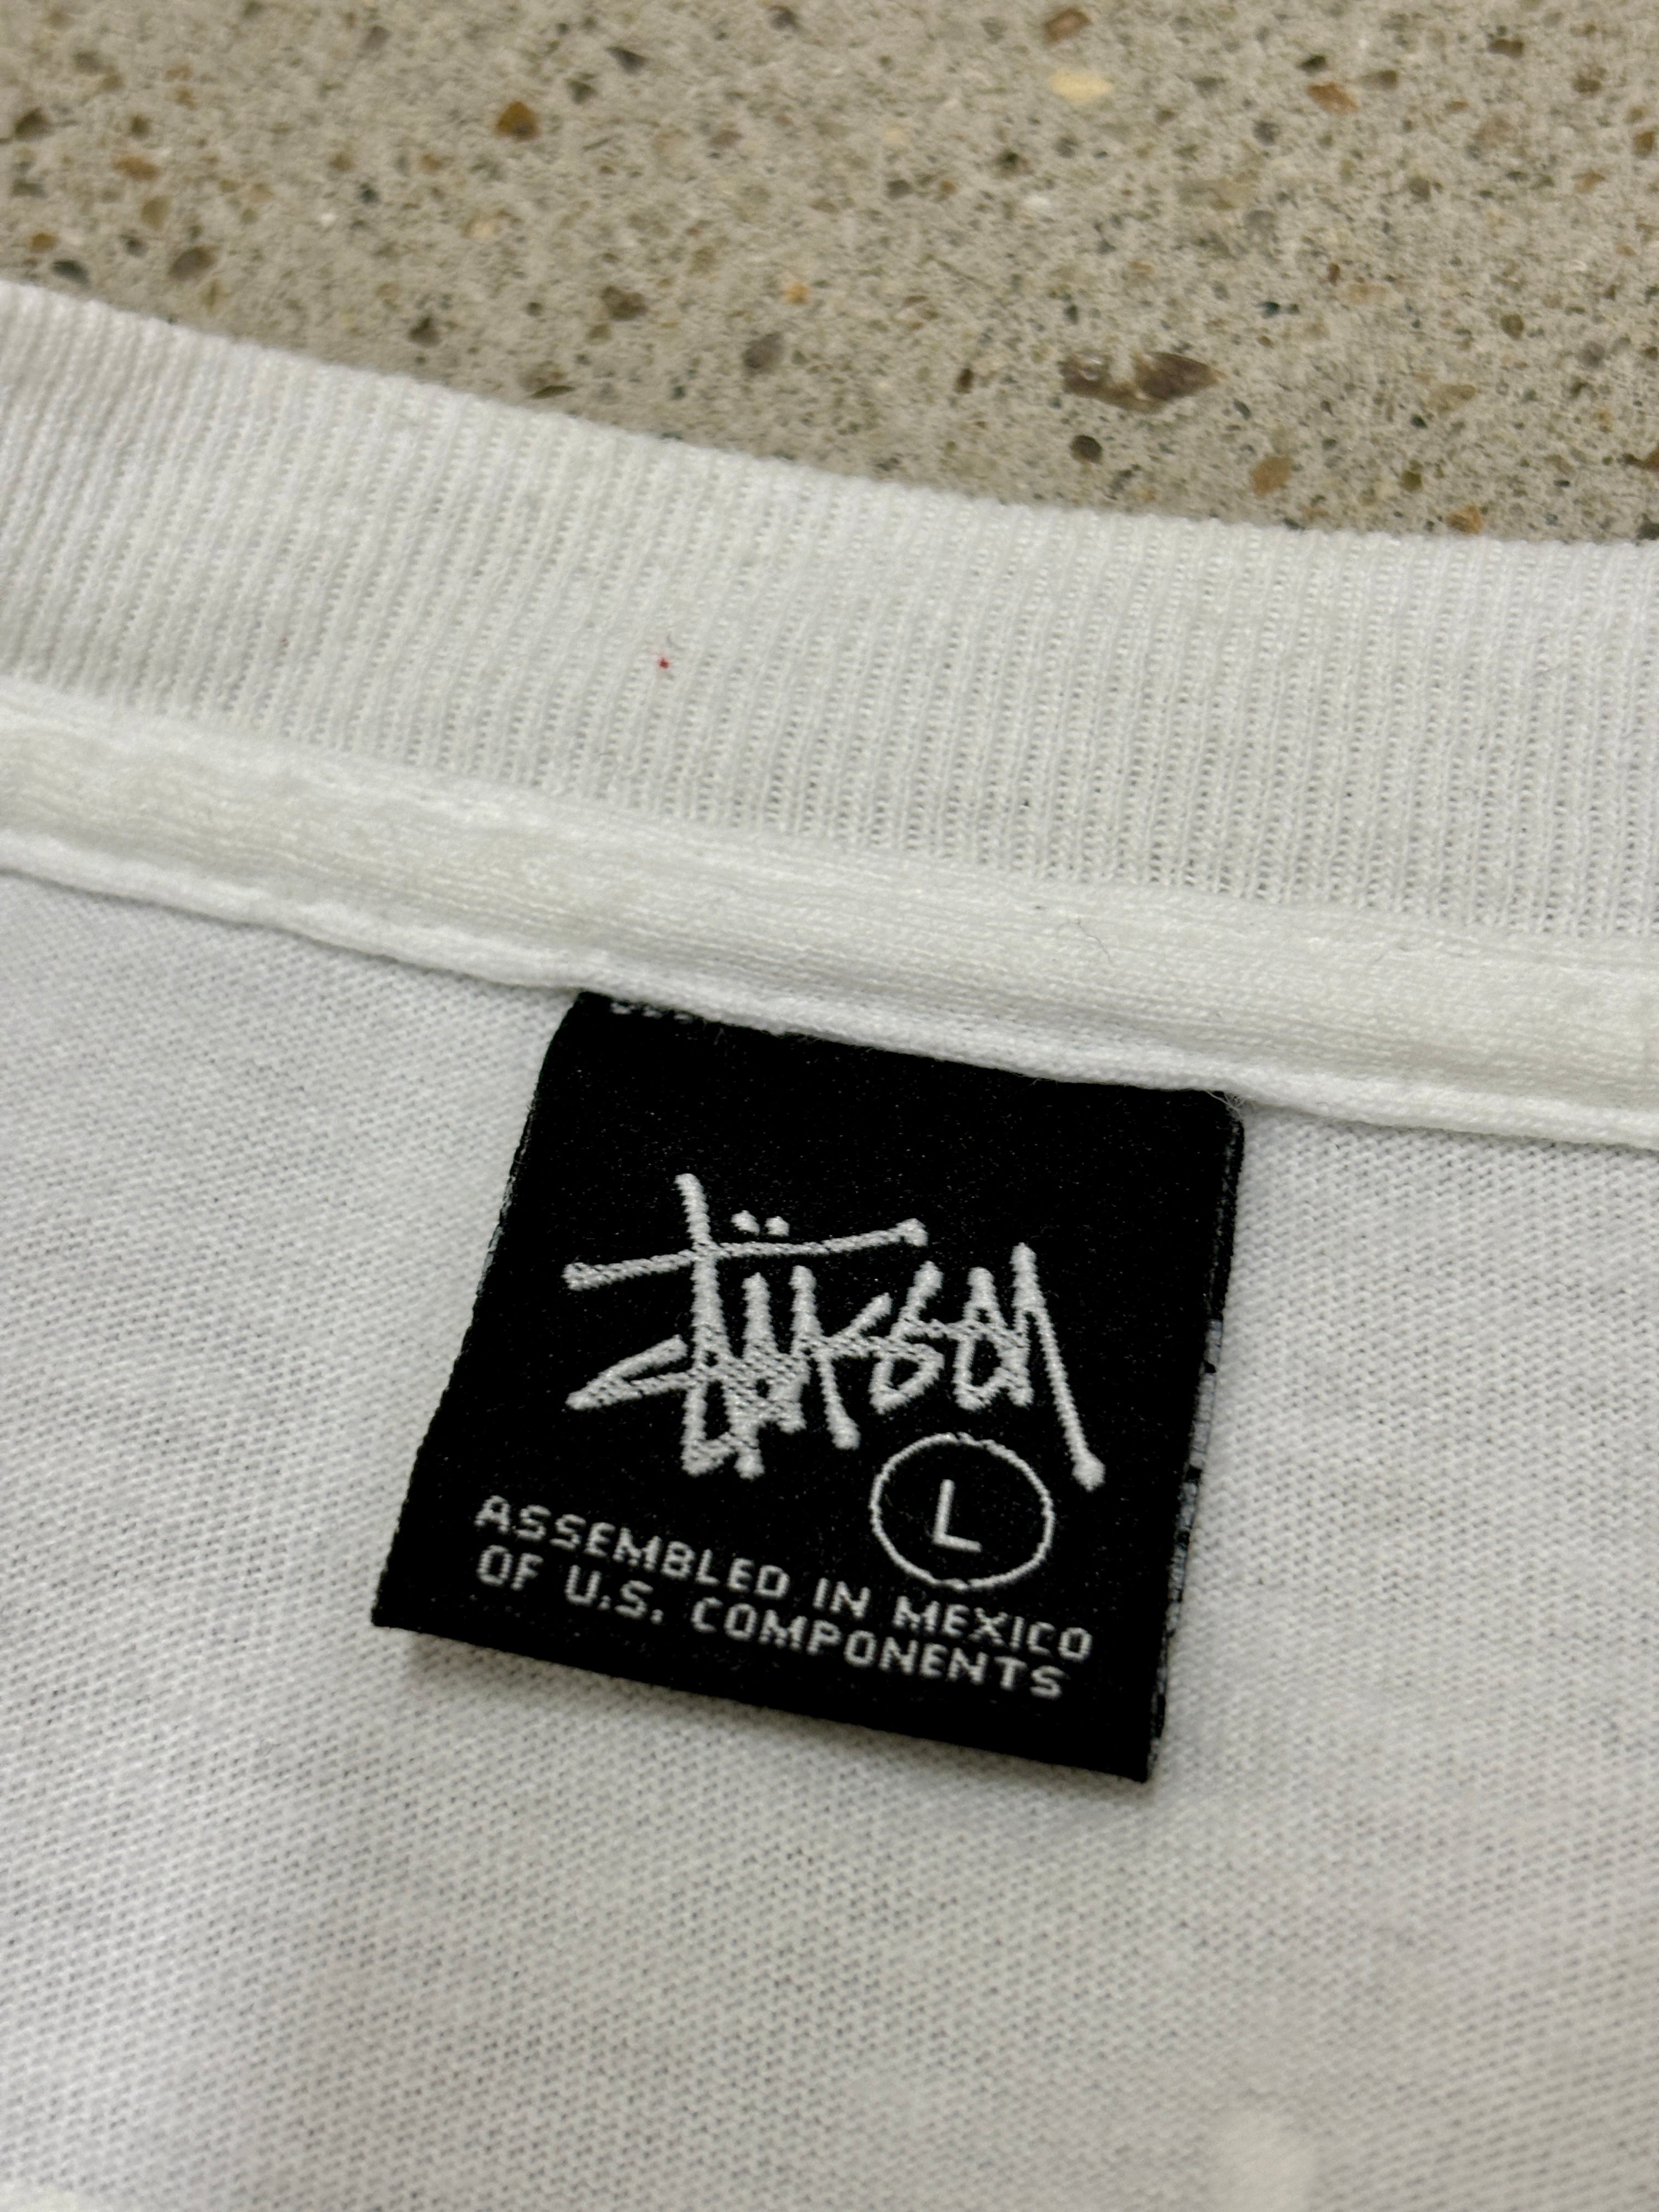 Stüssy
L
ASSEMBLED IN MEXICO
OF U.S. COMPONENTS